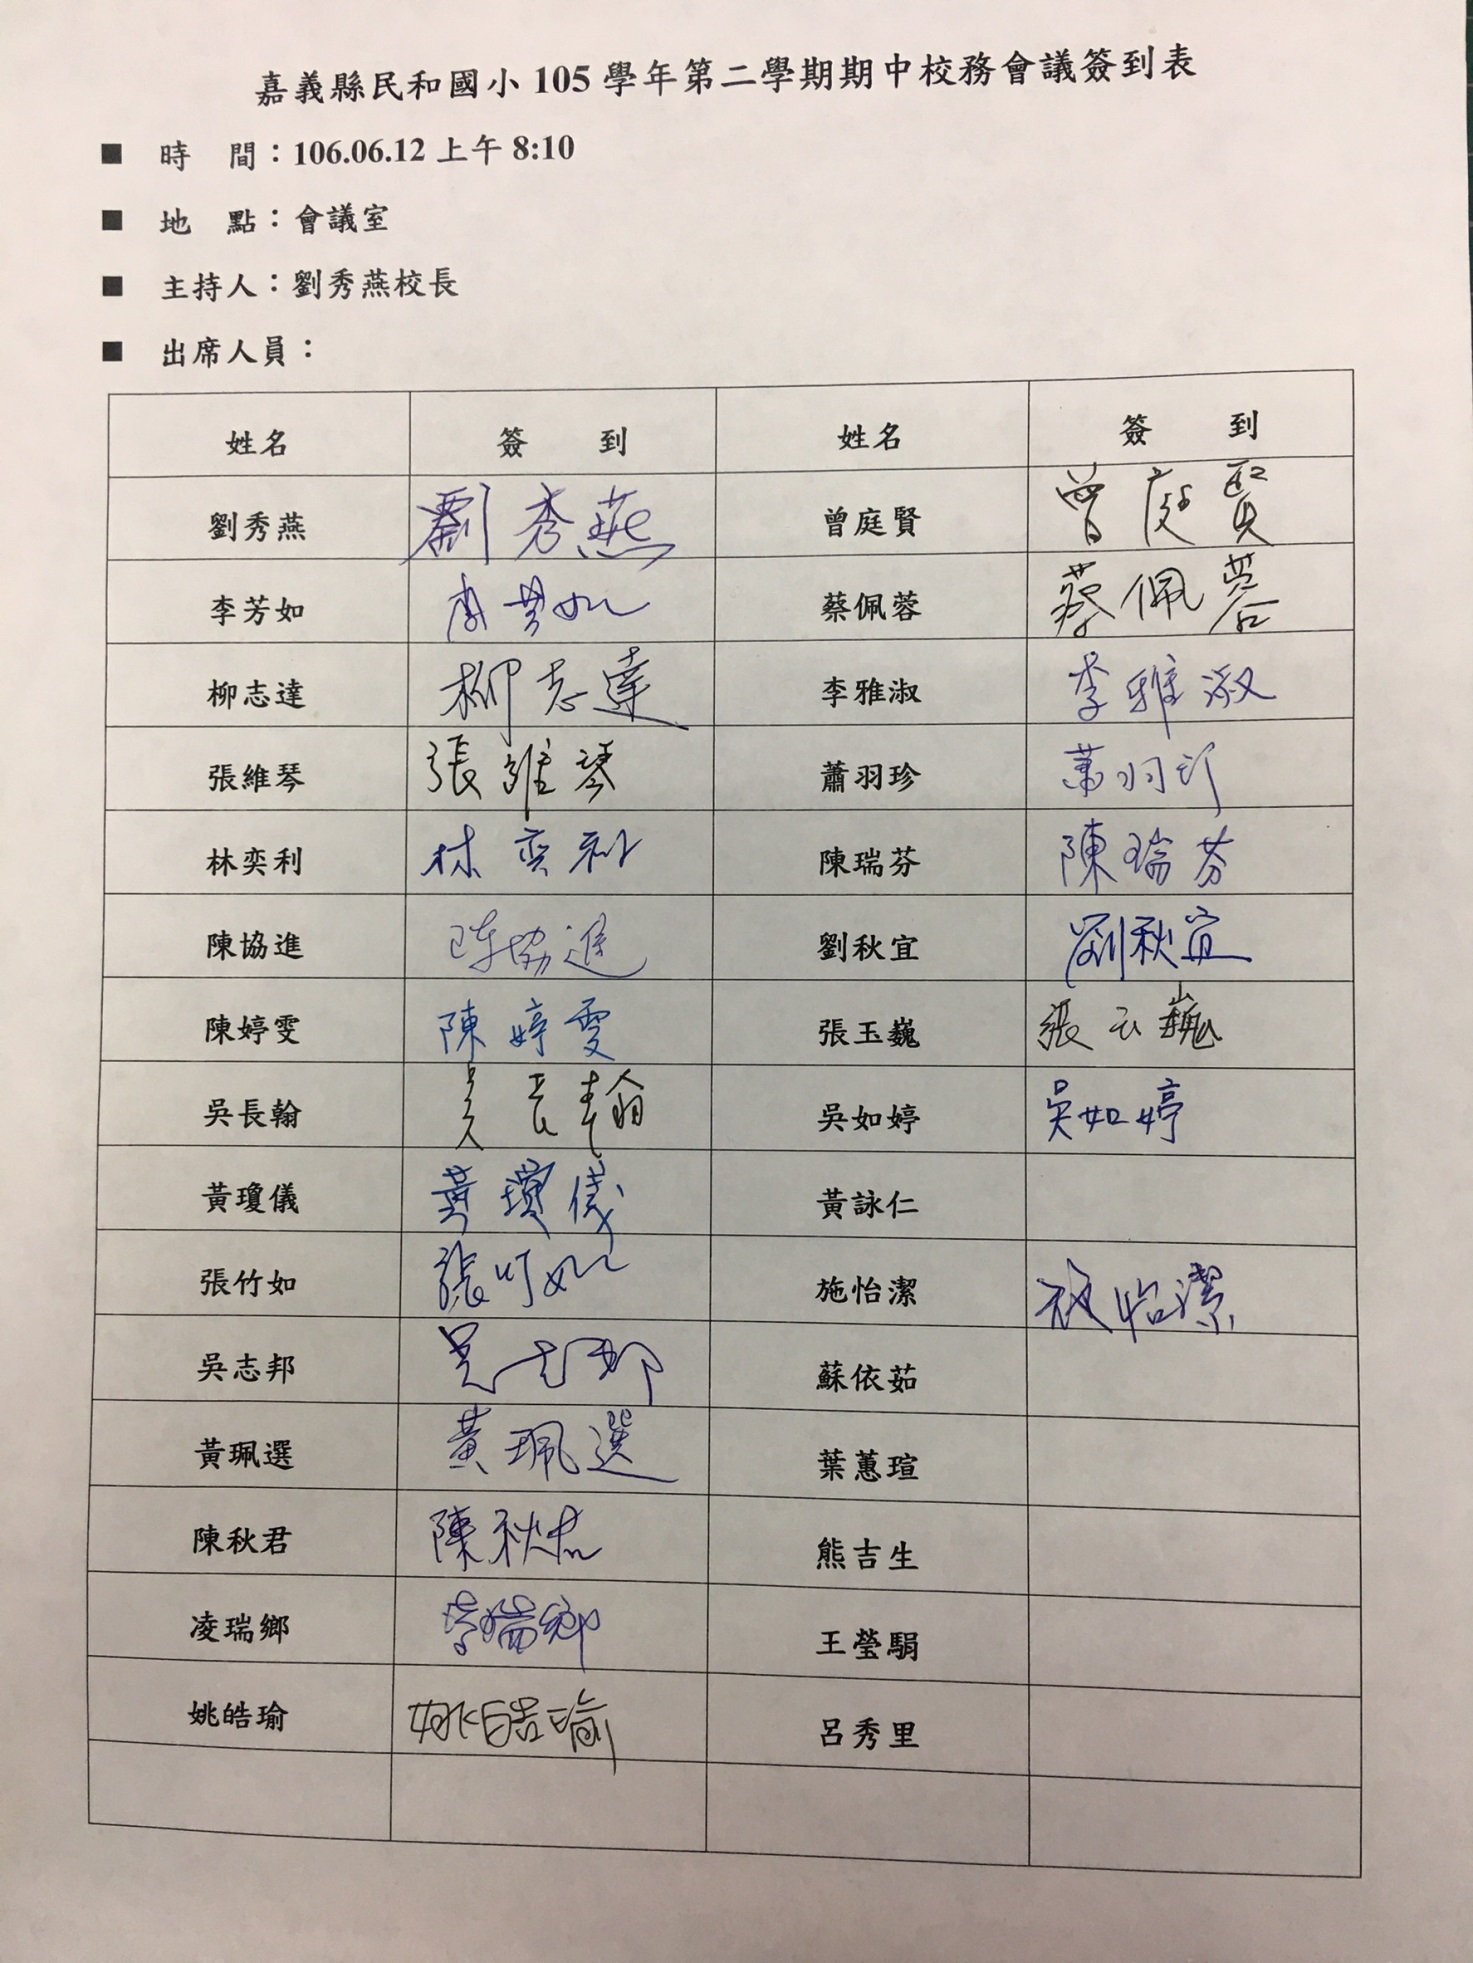 嘉義縣民和國小 105 學年第二學期期中校務會議簽到表
■ 時　間：106.06.12 上午 8:10
■ 地　點：會議室
■ 主持人：劉秀燕校長
■ 出席人員：
姓名 簽　到 姓名 簽　到
劉秀燕 劉秀燕 曾庭賢 曾庭賢
李芳如 李芳如 蔡佩蓉 蔡佩蓉
柳志達 柳志達 李雅淑 李雅淑
張維琴 張維琴 蕭羽珍 蕭羽珍
林奕利 林奕利 陳瑞芬 陳瑞芬
陳協進 陳協進 劉秋宜 劉秋宜
陳婷雯 陳婷雯 張玉巍 張玉巍
吳長翰 吳長翰 吳如婷 吳如婷
黃瓊儀 黃瓊儀 黃詠仁
張竹如 張竹如 施怡潔 施怡潔
吳志邦 吳志邦 蘇依茹
黃珮選 黃珮選 葉蕙瑄
陳秋君 陳秋君 熊吉生
凌瑞鄉 凌瑞鄉 王瑩駽
姚皓瑜 姚皓瑜 呂秀里